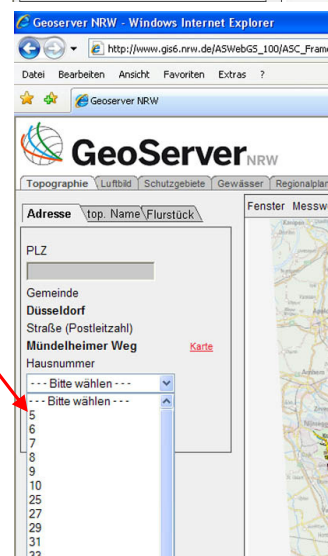 Geoserver NRW - Windows Internet Explorer
http://www.gis6.nrw.de/ASWebGS_100/ASC_Fram
Datei Bearbeiten Ansicht Favoriten Extras ?
Geoserver NRW
GeoServer NRW
Topographie Luftbild Schutzgebiete Gewässer Regionalplan
Adresse top. Name Flurstück
Fenster Messw
PLZ
Gemeinde
Düsseldorf
Straße (Postleitzahl)
Mündelheimer Weg Karte
Hausnummer
- - - Bitte wählen - - -
- - - Bitte wählen - - -
5
6
7
8
9
10
25
27
29
31
33